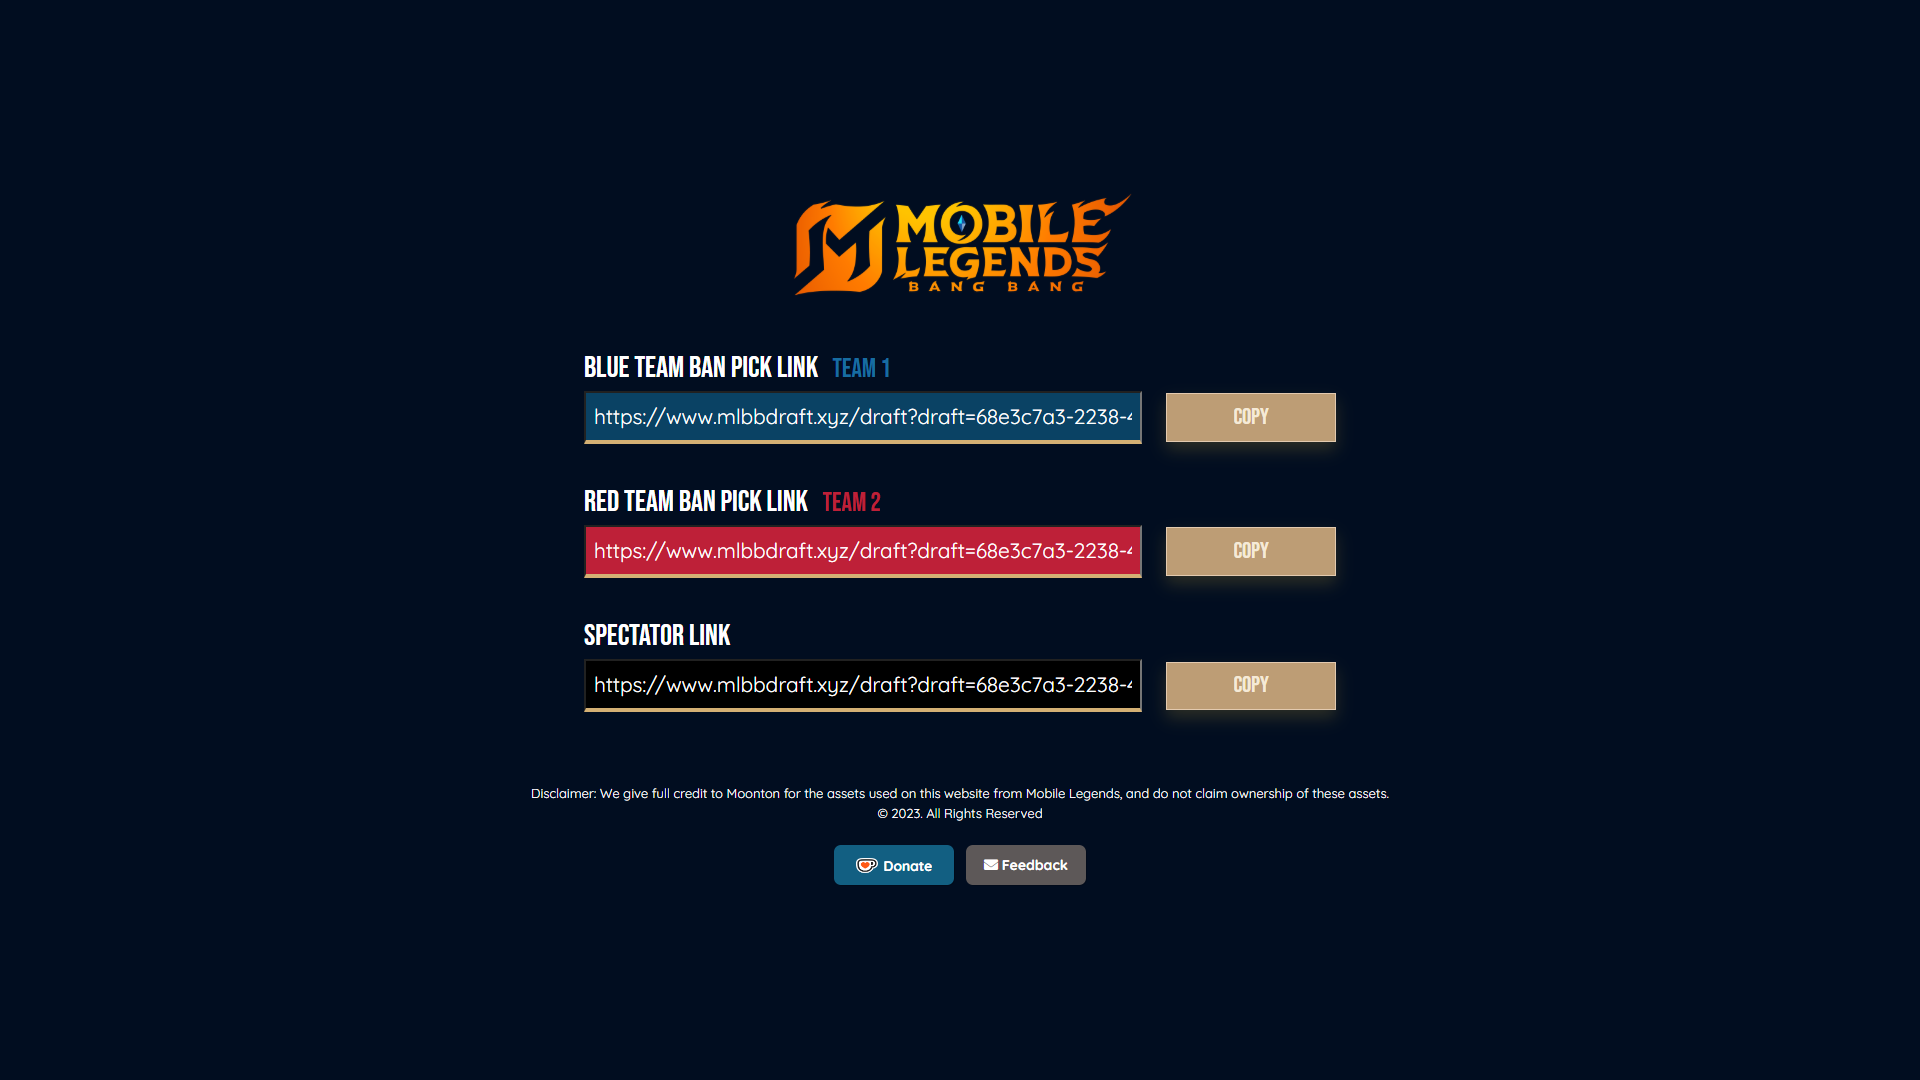 MOBILE
LEGENDS
BANG BANG
BLUE TEAM BAN PICK LINK TEAM 1
https://www.mlbbdraft.xyz/draft?draft=68e3c7a3-2238-
COPY
RED TEAM BAN PICK LINK TEAM 2
https://www.mlbbdraft.xyz/draft?draft=68e3c7a3-2238-
COPY
SPECTATOR LINK
https://www.mlbbdraft.xyz/draft?draft=68e3c7a3-2238-
COPY
Disclaimer: We give full credit to Moonton for the assets used on this website from Mobile Legends, and do not claim ownership of these assets.
© 2023. All Rights Reserved
Donate
Feedback